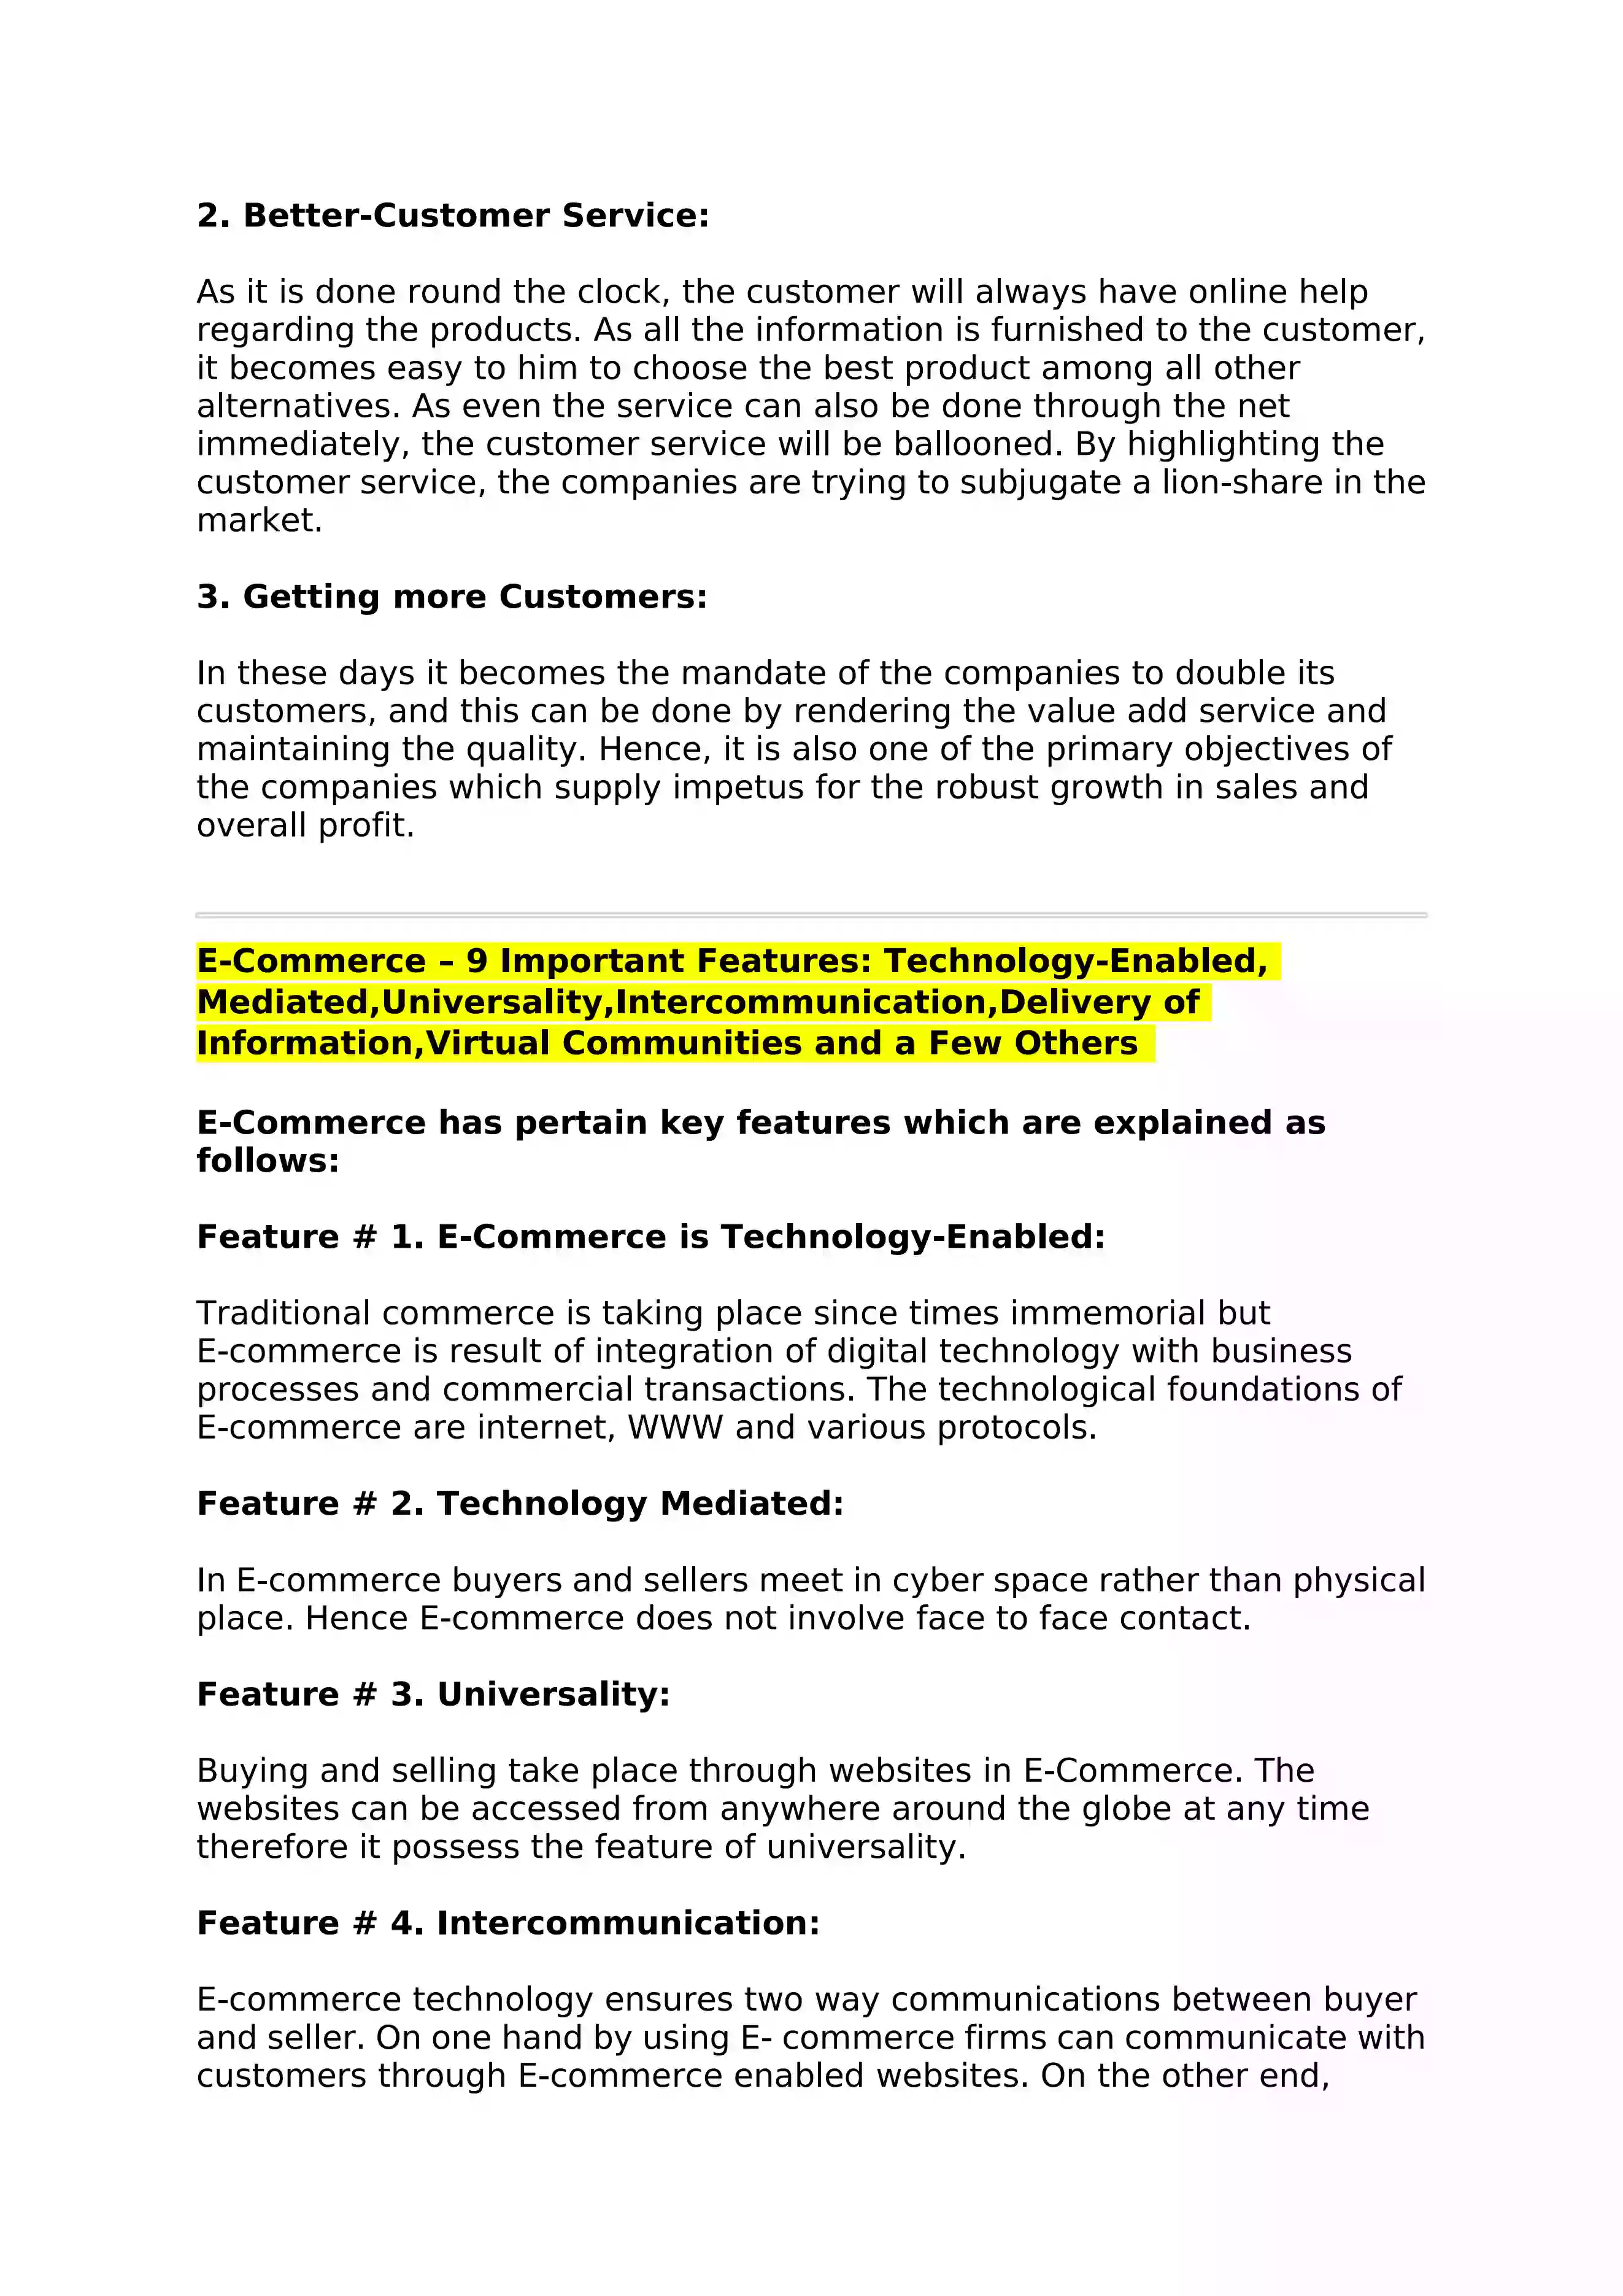 2. Better-Customer Service:
As it is done round the clock, the customer will always have online help
regarding the products. As all the information is furnished to the customer,
it becomes easy to him to choose the best product among all other
alternatives. As even the service can also be done through the net
immediately, the customer service will be ballooned. By highlighting the
customer service, the companies are trying to subjugate a lion-share in the
market.
3. Getting more Customers:
In these days it becomes the mandate of the companies to double its
customers, and this can be done by rendering the value add service and
maintaining the quality. Hence, it is also one of the primary objectives of
the companies which supply impetus for the robust growth in sales and
overall profit.
E-Commerce – 9 Important Features: Technology-Enabled,
Mediated,Universality,Intercommunication,Delivery of
Information,Virtual Communities and a Few Others
E-Commerce has pertain key features which are explained as
follows:
Feature # 1. E-Commerce is Technology-Enabled:
Traditional commerce is taking place since times immemorial but
E-commerce is result of integration of digital technology with business
processes and commercial transactions. The technological foundations of
E-commerce are internet, WWW and various protocols.
Feature # 2. Technology Mediated:
In E-commerce buyers and sellers meet in cyber space rather than physical
place. Hence E-commerce does not involve face to face contact.
Feature # 3. Universality:
Buying and selling take place through websites in E-Commerce. The
websites can be accessed from anywhere around the globe at any time
therefore it possess the feature of universality.
Feature # 4. Intercommunication:
E-commerce technology ensures two way communications between buyer
and seller. On one hand by using E- commerce firms can communicate with
customers through E-commerce enabled websites. On the other end,